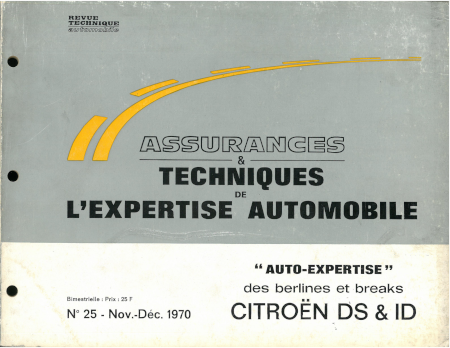 REVUE
TECHNIQUE
automobile
ASSURANCES
&
TECHNIQUES
DE
L'EXPERTISE AUTOMOBILE
"AUTO-EXPERTISE"
des berlines et breaks
CITROËN DS & ID
Bimestrielle : Prix : 25 F
N° 25 - Nov.-Déc. 1970